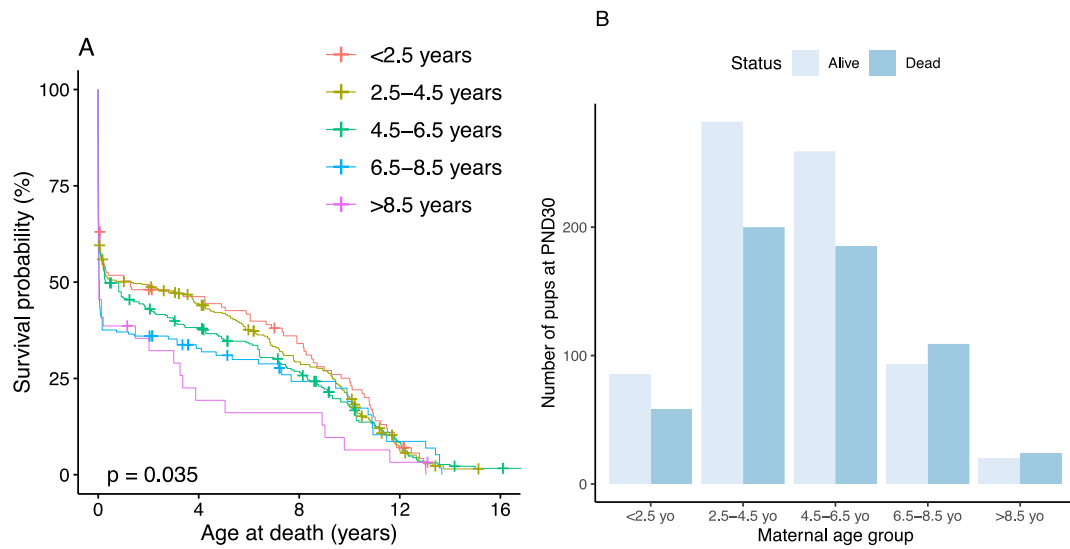 A
<2.5 years
2.5−4.5 years
4.5−6.5 years
6.5−8.5 years
>8.5 years
Survival probability (%)
100
75
50
25
0
p = 0.035
0 4 8 12 16
Age at death (years)
B
Status Alive Dead
Number of pups at PND30
200
100
0
<2.5 yo 2.5−4.5 yo 4.5−6.5 yo 6.5−8.5 yo >8.5 yo
Maternal age group